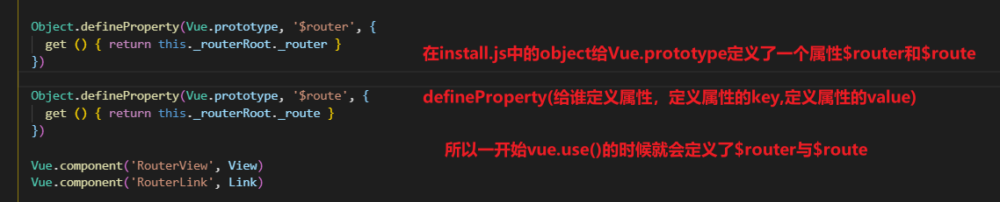 Object.defineProperty(Vue.prototype, '$router', {
get () { return this._routerRoot._router }
})
在install.js中的object给Vue.prototype定义了一个属性$router和$route
Object.defineProperty(Vue.prototype, '$route', {
defineProperty(给谁定义属性，定义属性的key,定义属性的value)
get () { return this._routerRoot._route }
})
所以一开始vue.use()的时候就会定义了$router与$route
Vue.component('RouterView', View)
Vue.component('RouterLink', Link)